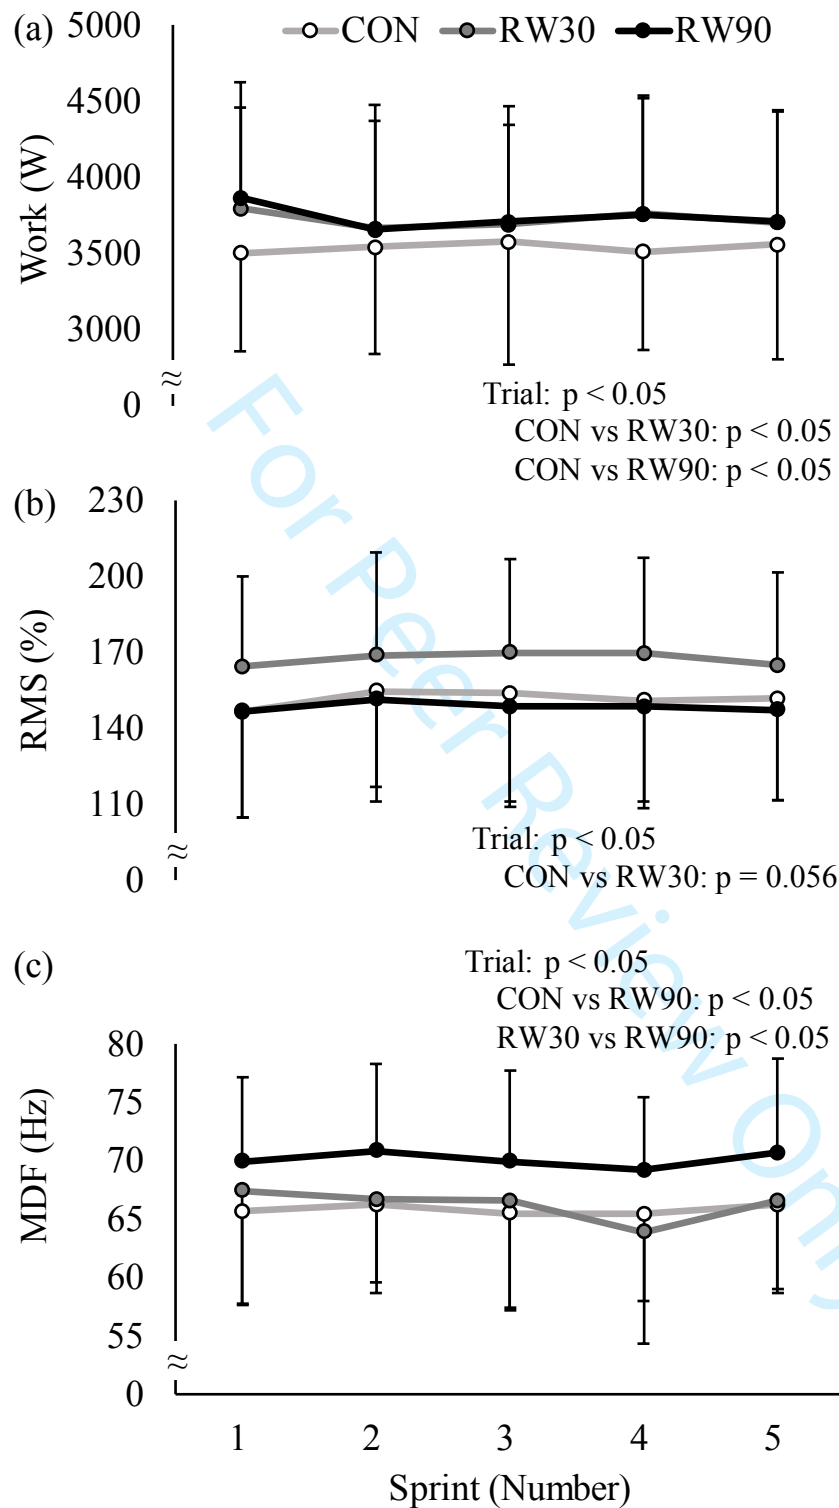 (a)
CON RW30 RW90
Work (W)
5000
4500
4000
3500
3000
≈
0
Trial: p < 0.05
CON vs RW30: p < 0.05
CON vs RW90: p < 0.05
(b)
RMS (%)
230
200
170
140
110
≈
0
Trial: p < 0.05
CON vs RW30: p = 0.056
(c)
Trial: p < 0.05
CON vs RW90: p < 0.05
RW30 vs RW90: p < 0.05
MDF (Hz)
80
75
70
65
60
55
≈
0
1 2 3 4 5
Sprint (Number)
For Peer Review Only